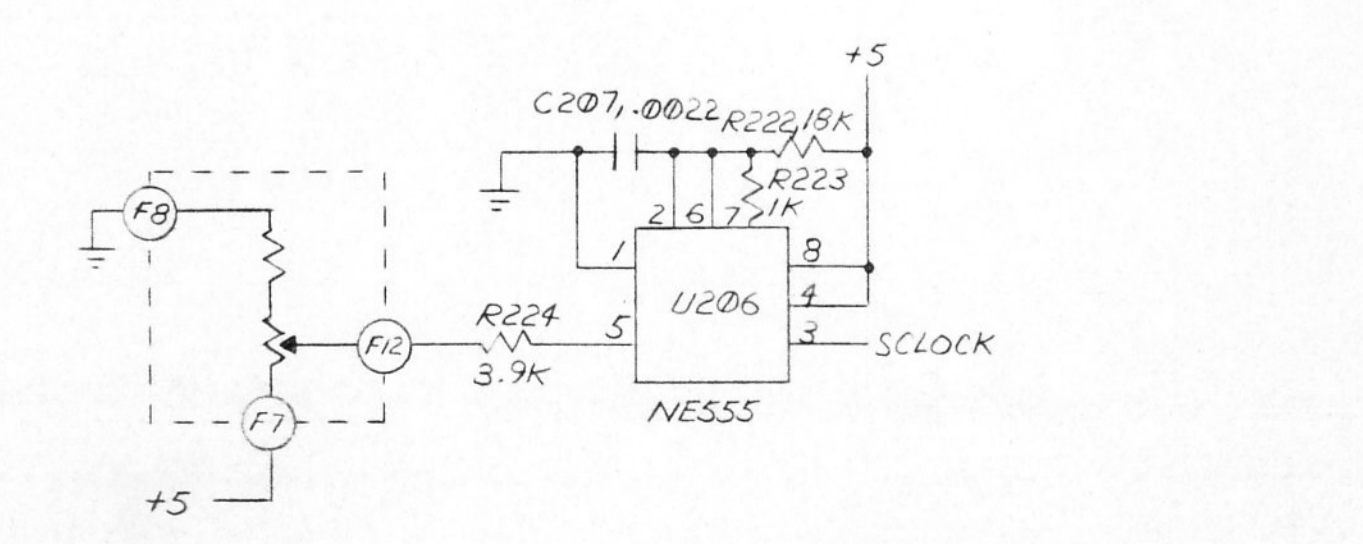 +5
C207, .0022
R222, 18K
R223
1K
F8
2
6
7
1
8
U206
4
R224
5
3
SCLOCK
F12
3.9K
NE555
F7
+5